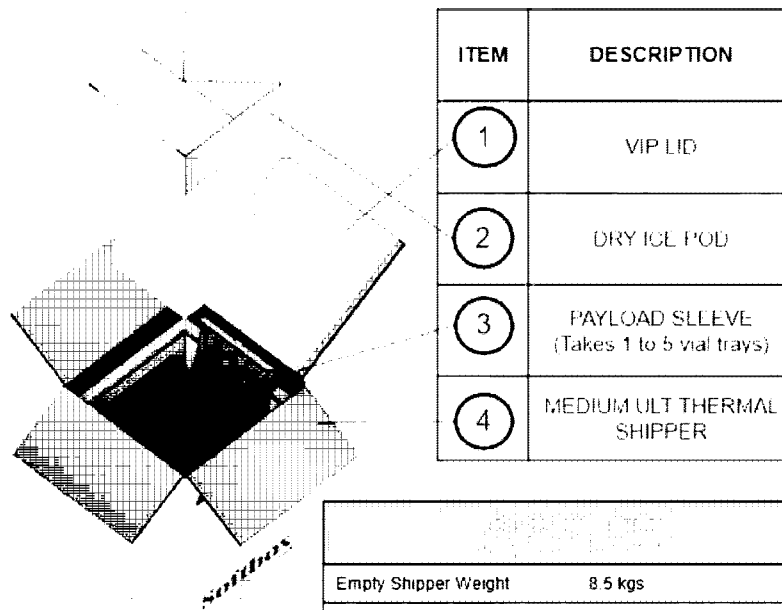 ITEM DESCRIPTION
1 VIP LID
2 DRY ICE POD
3 PAYLOAD SLEEVE
(Takes 1 to 5 vial trays)
4 MEDIUM ULT THERMAL
SHIPPER
softbox
Empty Shipper Weight 8.5 kgs